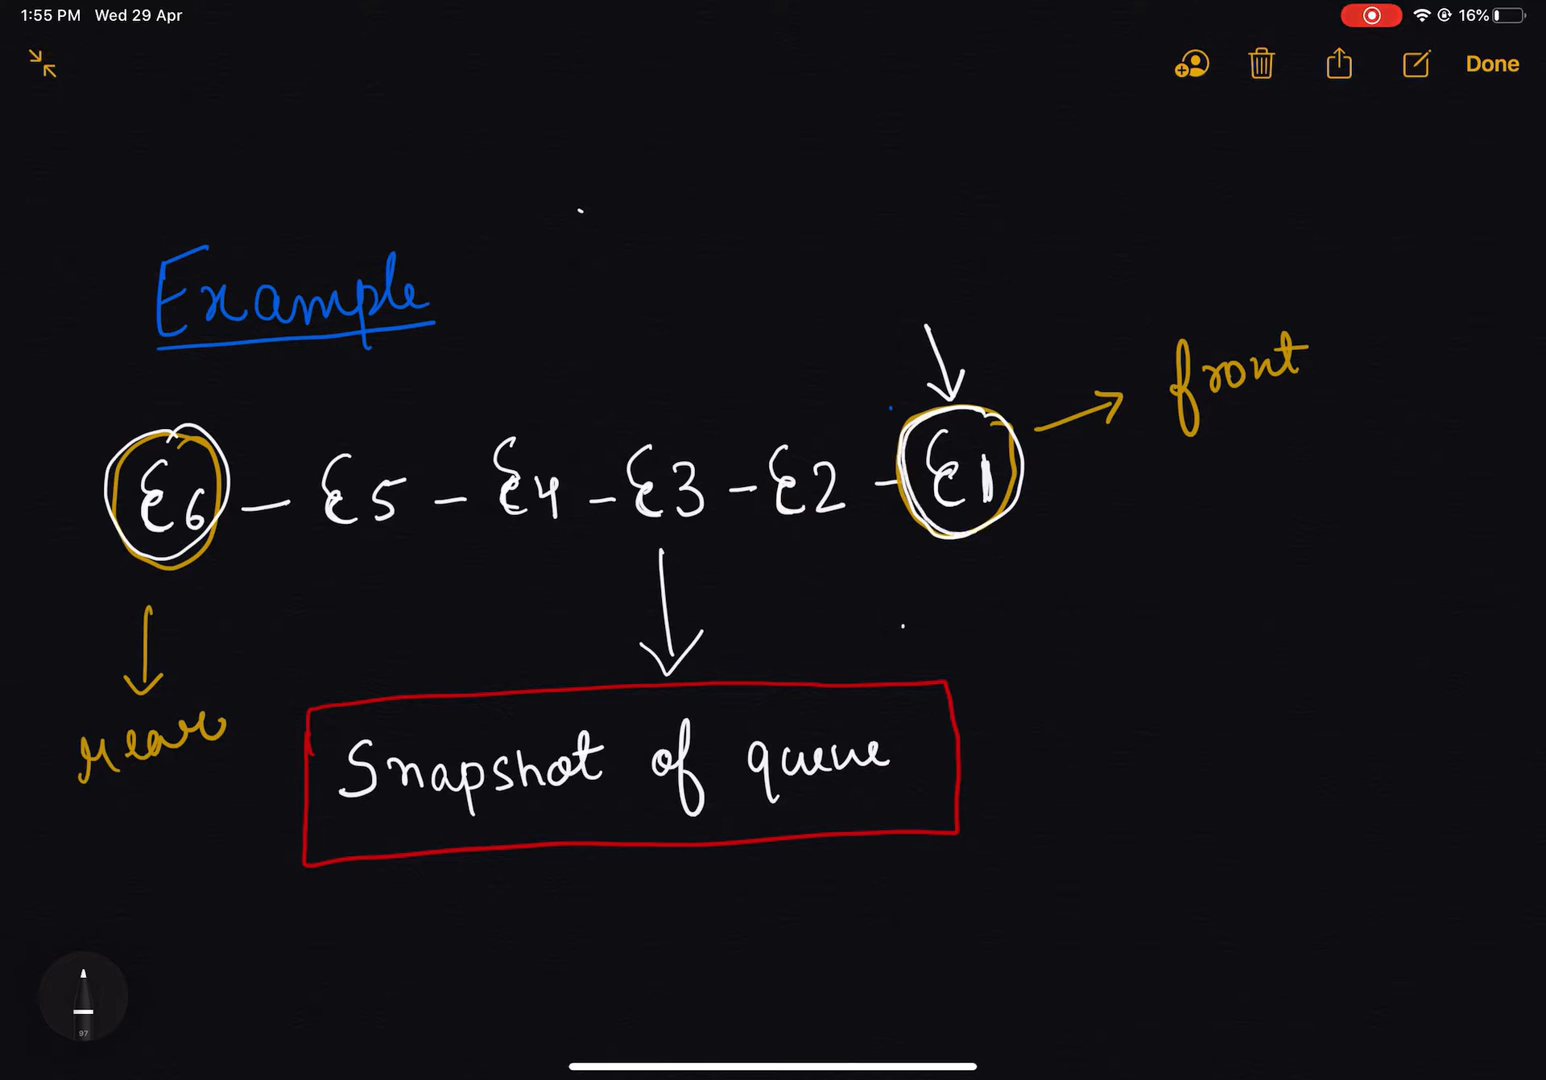 1:55 PM Wed 29 Apr
16%
Done
Example
front
E6 - E5 - E4 - E3 - E2 - E1
rear
Snapshot of queue
97